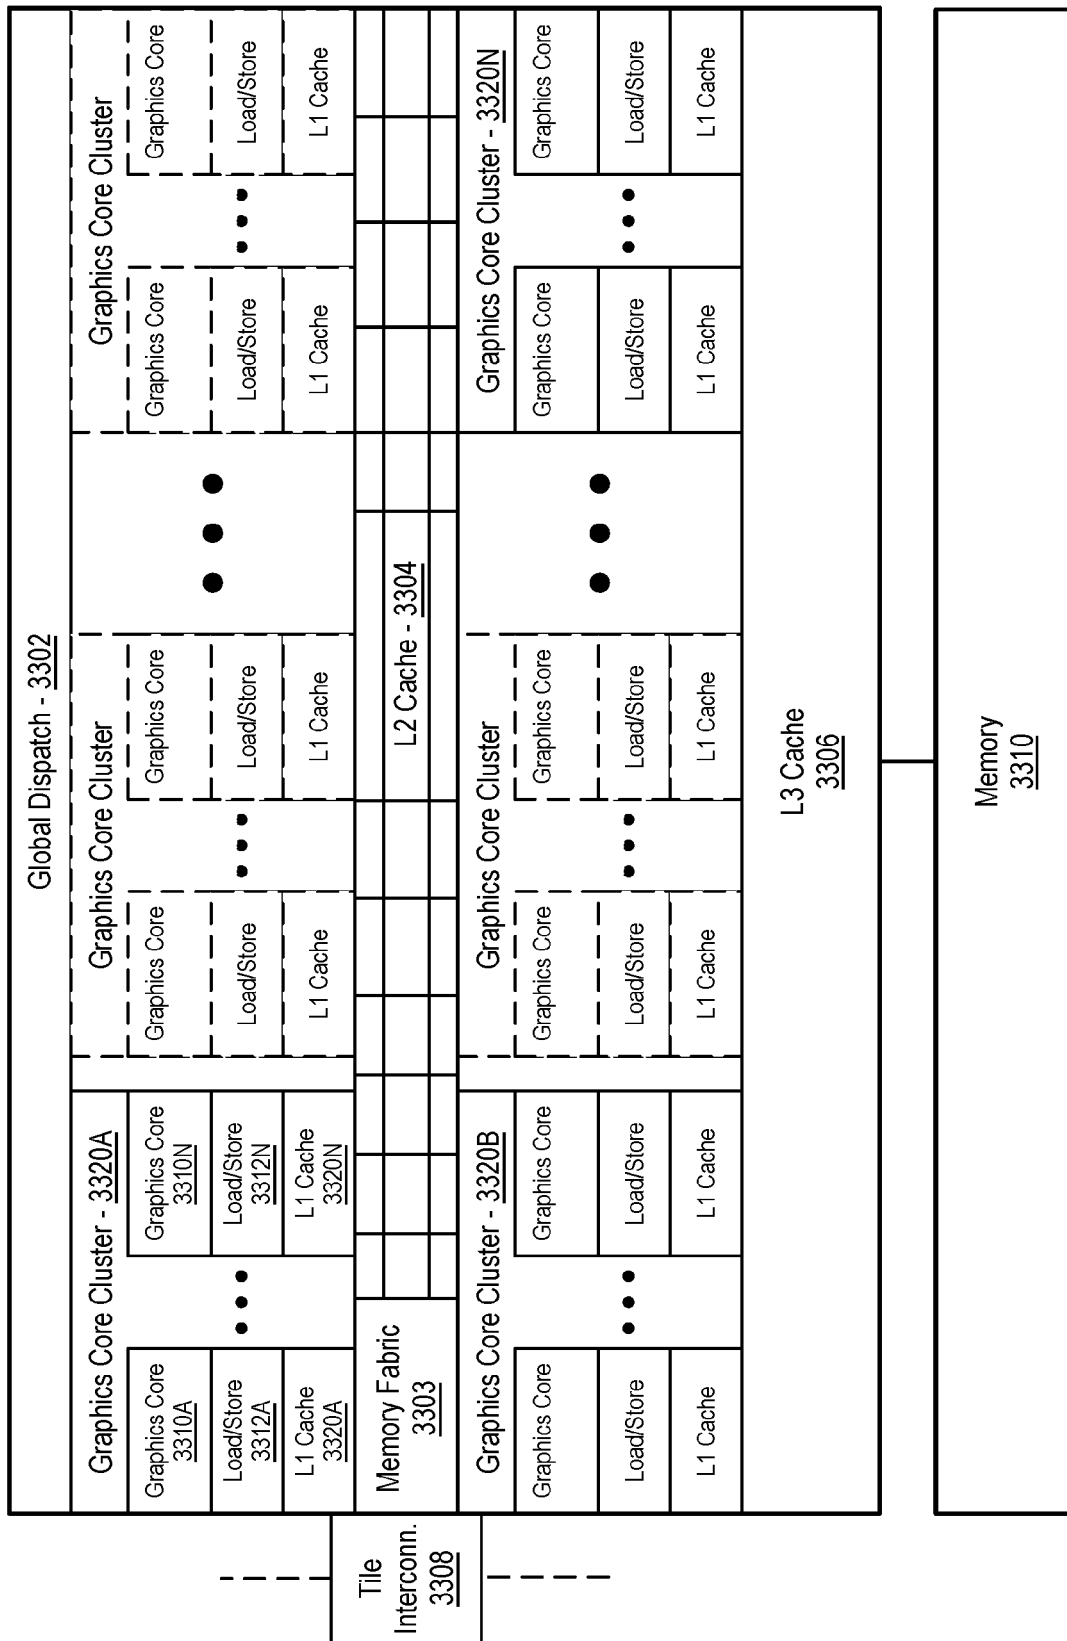 Global Dispatch - 3302
Graphics Core Cluster - 3320A
Graphics Core
3310A
Load/Store
3312A
L1 Cache
3320A
Graphics Core
3310N
Load/Store
3312N
L1 Cache
3320N
Graphics Core Cluster
Graphics Core
Load/Store
L1 Cache
Graphics Core
Load/Store
L1 Cache
Graphics Core Cluster
Graphics Core
Load/Store
L1 Cache
Graphics Core
Load/Store
L1 Cache
Tile
Interconn.
3308
Memory Fabric
3303
L2 Cache - 3304
Graphics Core Cluster - 3320B
Graphics Core
Load/Store
L1 Cache
Graphics Core
Load/Store
L1 Cache
Graphics Core Cluster
Graphics Core
Load/Store
L1 Cache
Graphics Core
Load/Store
L1 Cache
Graphics Core Cluster - 3320N
Graphics Core
Load/Store
L1 Cache
Graphics Core
Load/Store
L1 Cache
L3 Cache
3306
Memory
3310